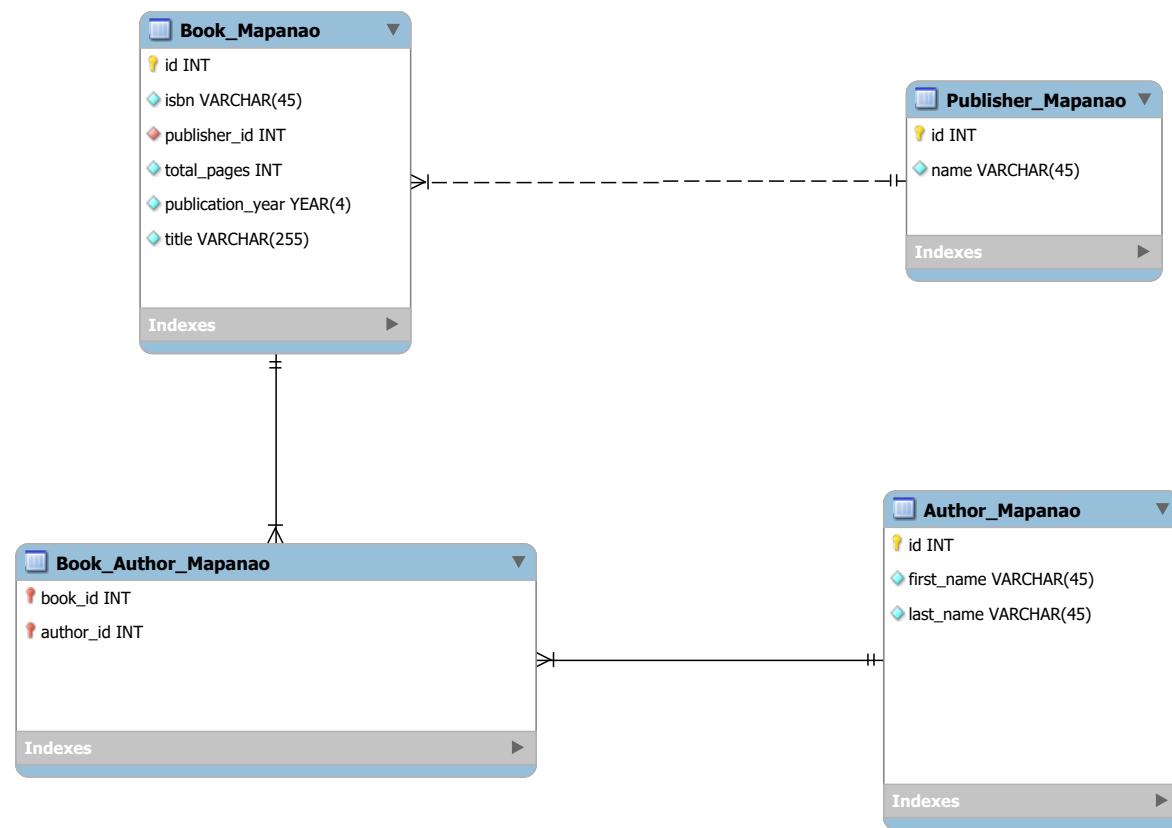 Book_Mapanao
id INT
isbn VARCHAR(45)
publisher_id INT
total_pages INT
publication_year YEAR(4)
title VARCHAR(255)
Indexes
Publisher_Mapanao
id INT
name VARCHAR(45)
Indexes
Book_Author_Mapanao
book_id INT
author_id INT
Indexes
Author_Mapanao
id INT
first_name VARCHAR(45)
last_name VARCHAR(45)
Indexes